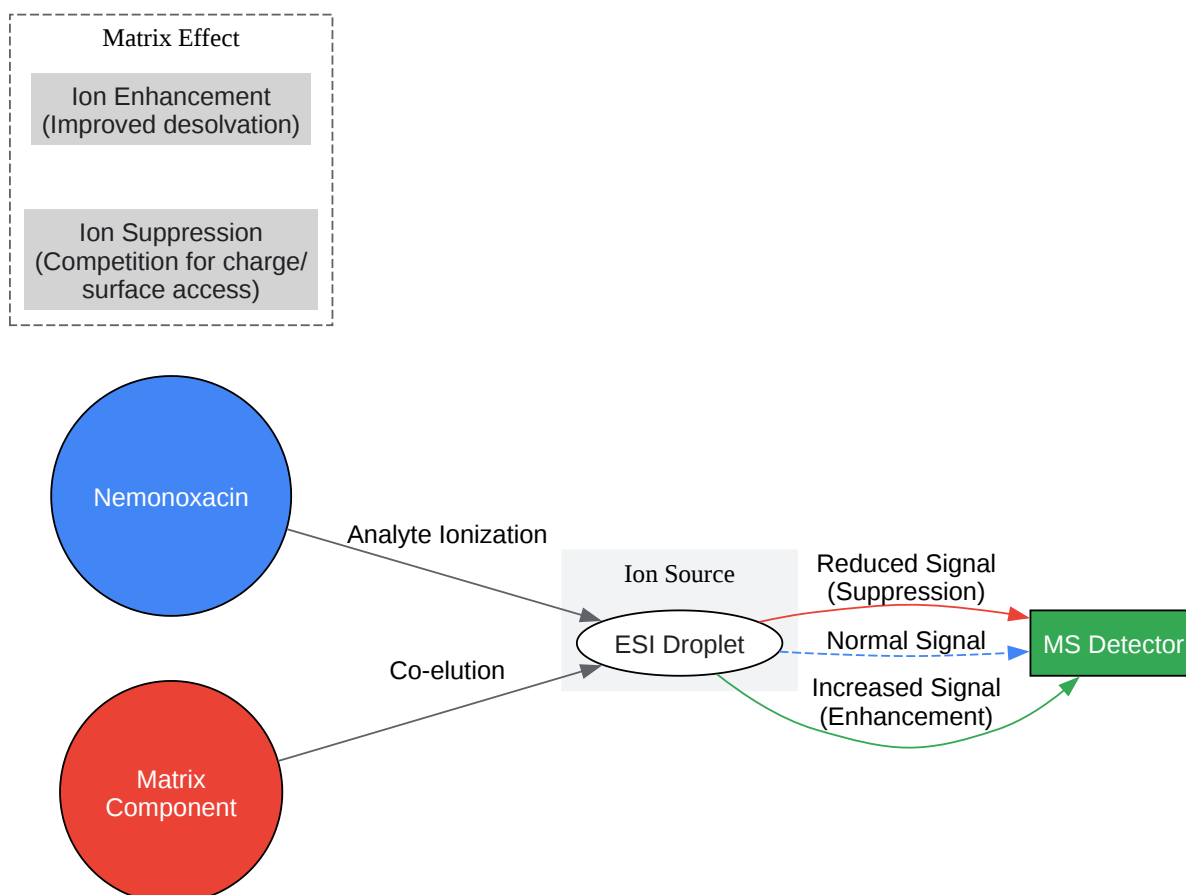 Matrix Effect
Ion Enhancement
(Improved desolvation)
Ion Suppression
(Competition for charge/
surface access)
Nemonoxacin
Analyte Ionization
Ion Source
ESI Droplet
Reduced Signal
(Suppression)
Normal Signal
MS Detector
Co-elution
Increased Signal
(Enhancement)
Matrix
Component